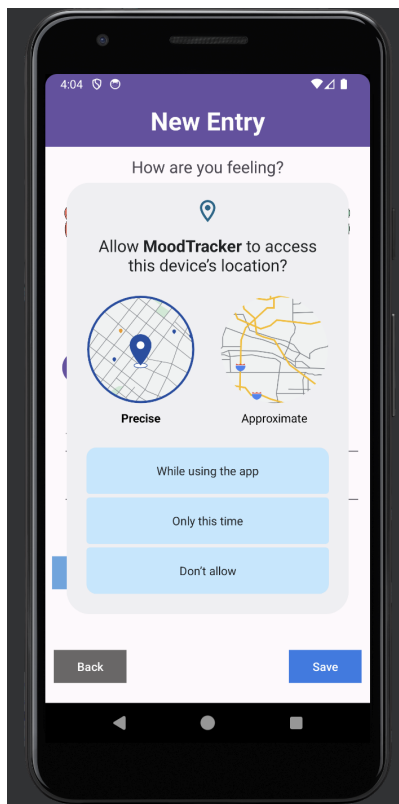 4:04
New Entry
How are you feeling?
Allow MoodTracker to access
this device's location?
Precise
Approximate
While using the app
Only this time
Don't allow
Back
Save